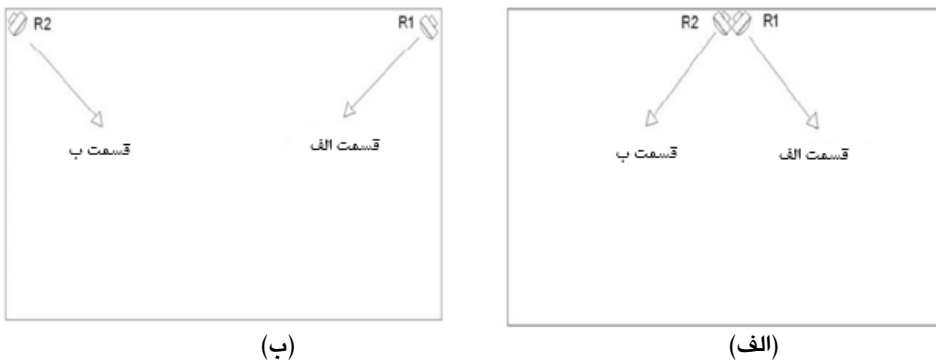 R2 R1
قسمت الف
قسمت ب
(الف)
R1
R2
قسمت الف
قسمت ب
(ب)